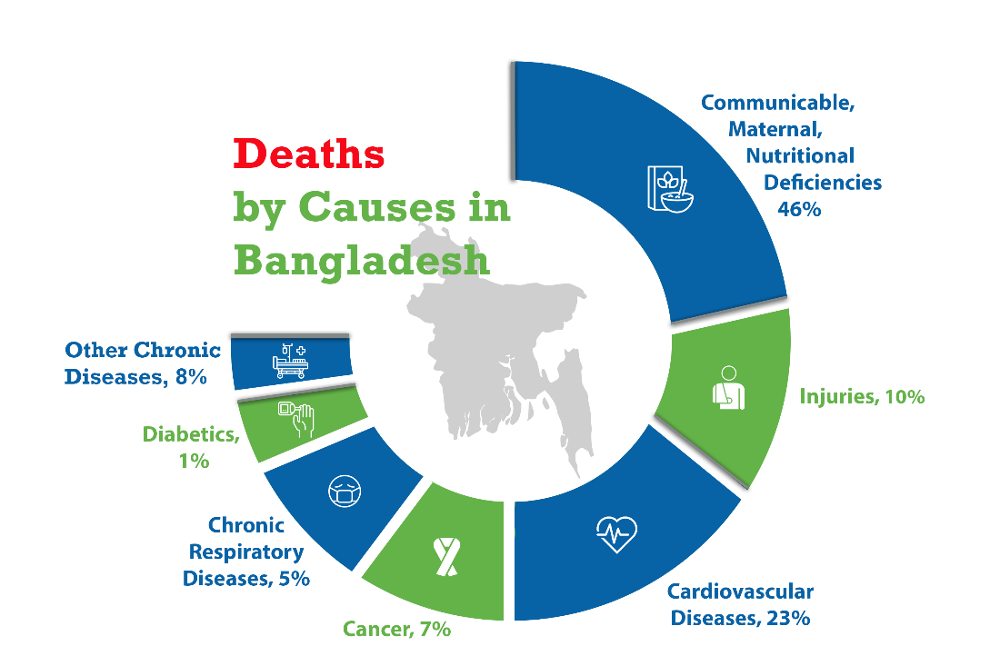 Deaths
by Causes in
Bangladesh
Communicable,
Maternal,
Nutritional
Deficiencies
46%
Injuries, 10%
Cardiovascular
Diseases, 23%
Cancer, 7%
Chronic
Respiratory
Diseases, 5%
Diabetics,
1%
Other Chronic
Diseases, 8%